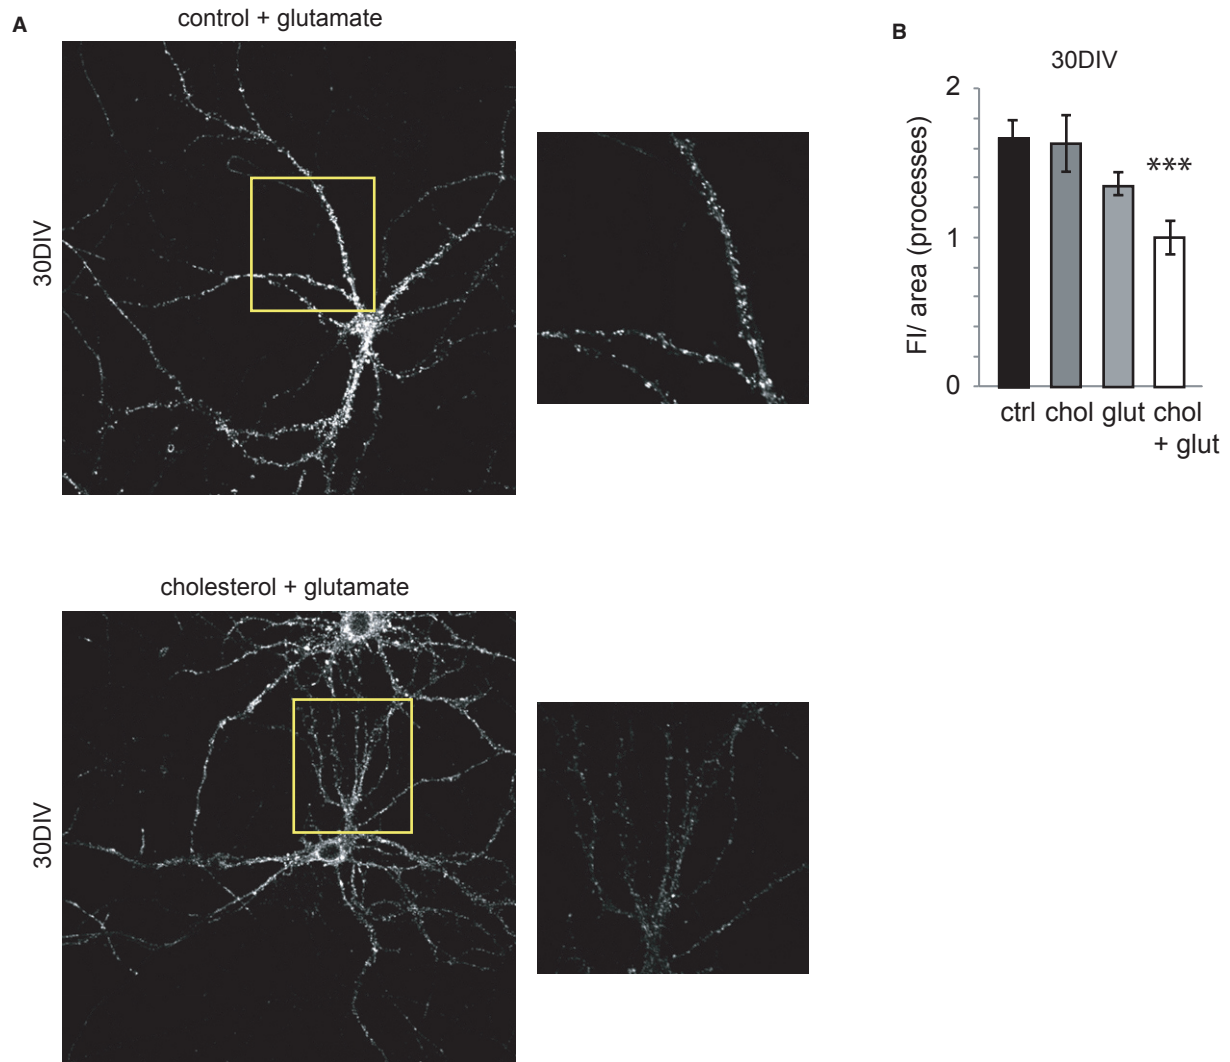 A
control + glutamate
30DIV
cholesterol + glutamate
30DIV
B
30DIV
FI/ area (processes)
2
1
0
***
ctrl chol glut chol
+ glut